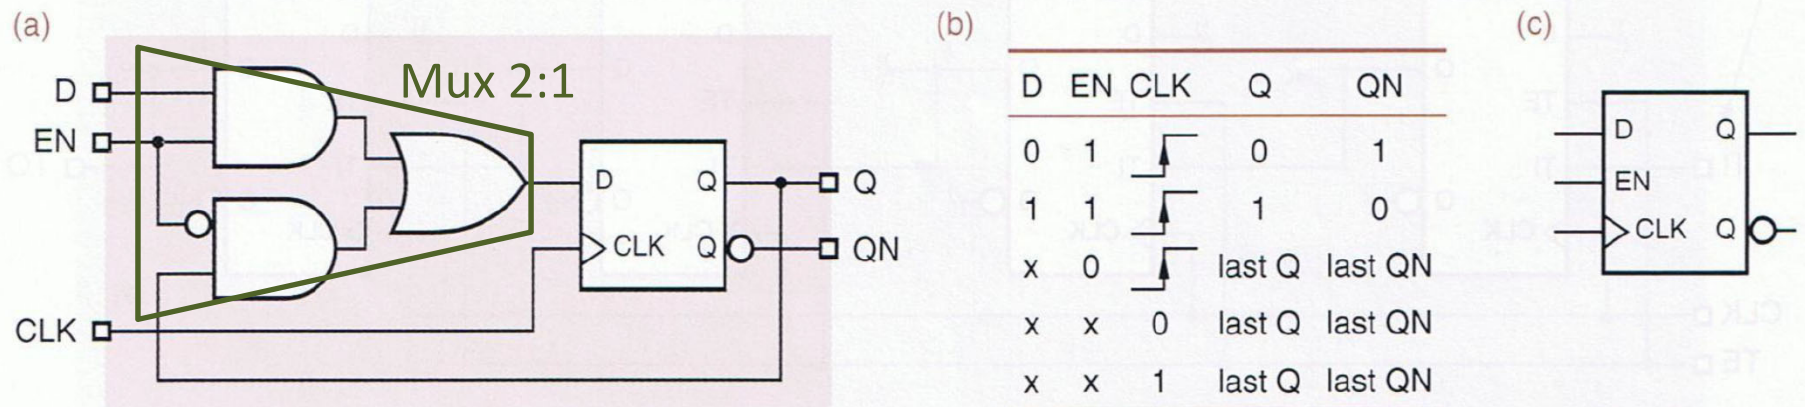 (a)
Mux 2:1
D
EN
D Q
CLK Q
Q
QN
CLK
(b)
D EN CLK Q QN
0 1 0 1
1 1 1 0
x 0 last Q last QN
x x 0 last Q last QN
x x 1 last Q last QN
(c)
D Q
EN
CLK Q